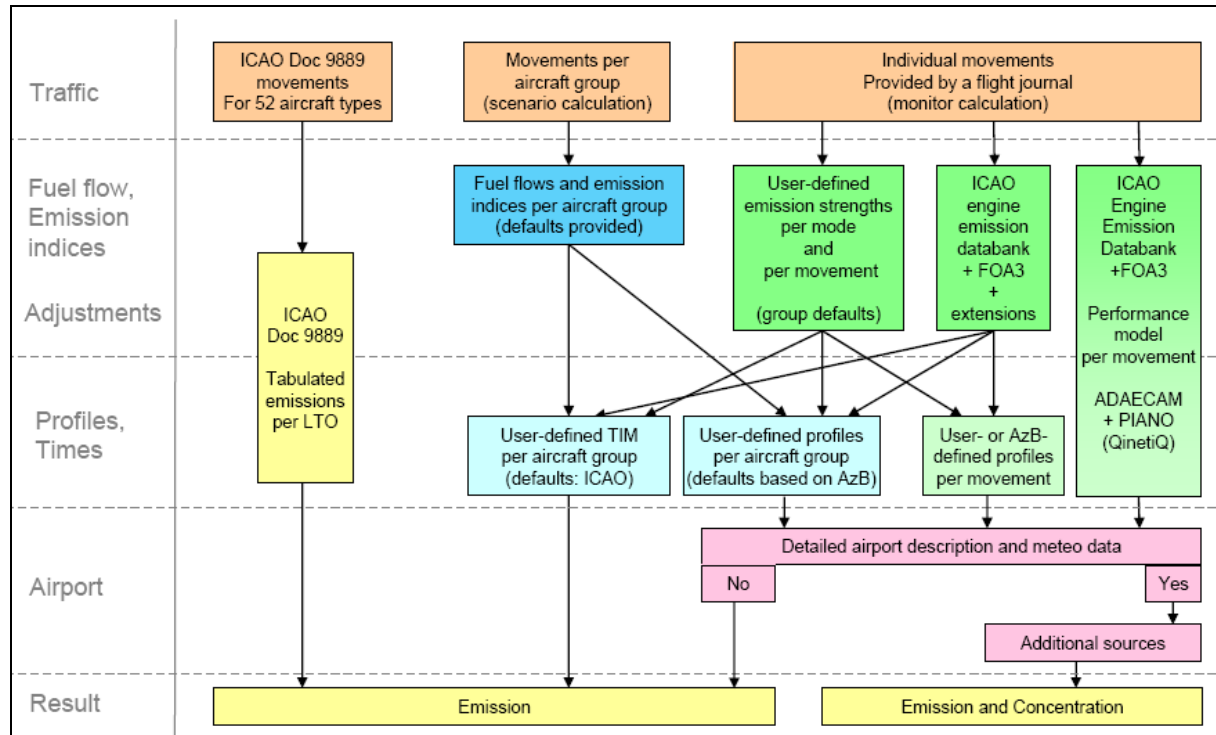 Traffic
ICAO Doc 9889
movements
For 52 aircraft types
Movements per
aircraft group
(scenario calculation)
Individual movements
Provided by a flight journal
(monitor calculation)
Fuel flow,
Emission
indices
Adjustments
Fuel flows and emission
indices per aircraft group
(defaults provided)
User-defined
emission strengths
per mode
and
per movement
(group defaults)
ICAO
engine
emission
databank
+ FOA3
+
extensions
ICAO
Engine
Emission
Databank
+FOA3
Performance
model
per movement
ADAECAM
+ PIANO
(QinetiQ)
ICAO
Doc 9889
Tabulated
emissions
per LTO
Profiles,
Times
User-defined TIM
per aircraft group
(defaults: ICAO)
User-defined profiles
per aircraft group
(defaults based on AzB)
User- or AzB-
defined profiles
per movement
Airport
Detailed airport description and meteo data
No
Yes
Additional sources
Result
Emission
Emission and Concentration